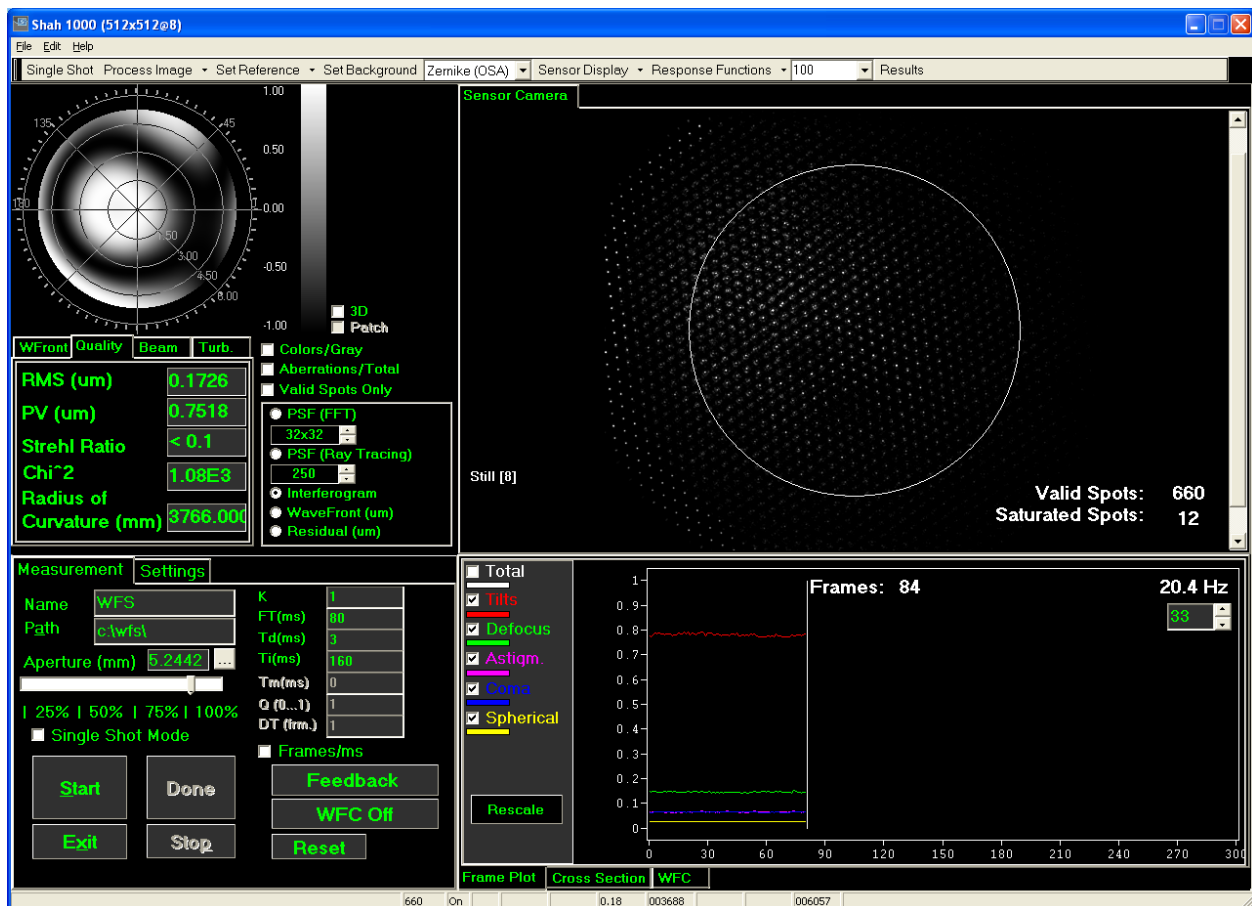 Shah 1000 (512x512@8)
File Edit Help
Single Shot Process Image Set Reference Set Background Zernike (OSA) Sensor Display Response Functions 100 Results
1.00
0.50
0.00
-0.50
-1.00
135
45
180
1.50
3.00
4.50
6.00
3D
Patch
WFront Quality Beam Turb.
RMS (um) 0.1726
PV (um) 0.7518
Strehl Ratio < 0.1
Chi^2 1.08E3
Radius of
Curvature (mm) 3766.000
Colors/Gray
Aberrations/Total
Valid Spots Only
PSF (FFT)
32x32
PSF (Ray Tracing)
250
Interferogram
WaveFront (um)
Residual (um)
Sensor Camera
Still [8]
Valid Spots: 660
Saturated Spots: 12
Measurement Settings
Name WFS
Path c:\wfs\
Aperture (mm) 5.2442 ...
| 25% | 50% | 75% | 100%
Single Shot Mode
Start Done
Exit Stop
K 1
FT(ms) 80
Td(ms) 3
Ti(ms) 160
Tm(ms) 0
Q (0...1) 1
DT (frm.) 1
Frames/ms
Feedback
WFC Off
Reset
Total
Tilts
Defocus
Astigm.
Coma
Spherical
Rescale
Frames: 84
20.4 Hz
33
1
0.9
0.8
0.7
0.6
0.5
0.4
0.3
0.2
0.1
0
0 30 60 90 120 150 180 210 240 270 300
Frame Plot Cross Section WFC
660 On 0.18 003688 006057